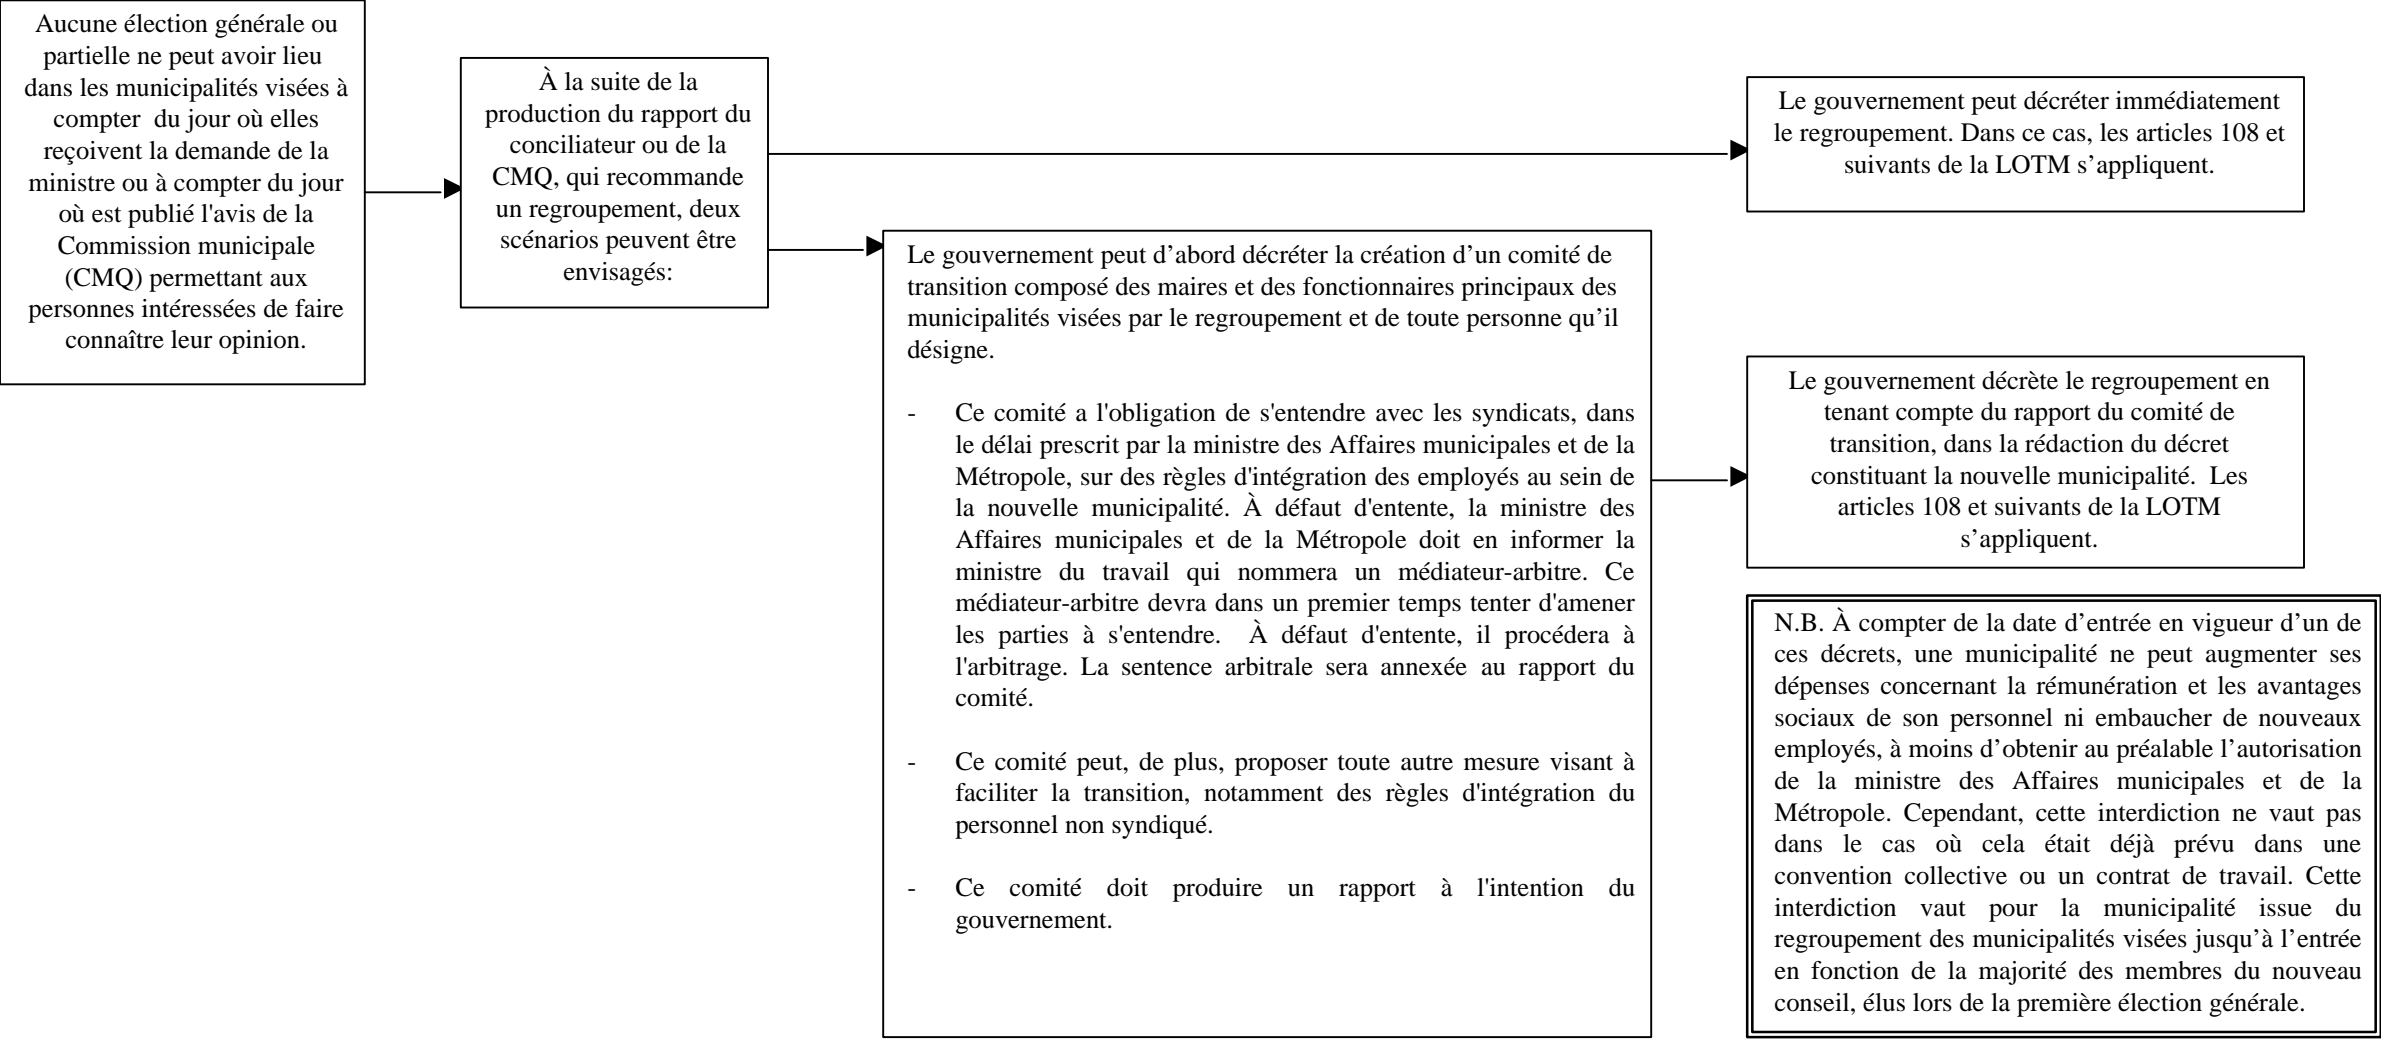 Aucune élection générale ou
partielle ne peut avoir lieu
dans les municipalités visées à
compter  du jour où elles
reçoivent la demande de la
ministre ou à compter du jour
où est publié l'avis de la
Commission municipale
(CMQ) permettant aux
personnes intéressées de faire
connaître leur opinion.
À la suite de la
production du rapport du
conciliateur ou de la
CMQ, qui recommande
un regroupement, deux
scénarios peuvent être
envisagés:
Le gouvernement peut décréter immédiatement
le regroupement. Dans ce cas, les articles 108 et
suivants de la LOTM s’appliquent.
Le gouvernement peut d’abord décréter la création d’un comité de
transition composé des maires et des fonctionnaires principaux des
municipalités visées par le regroupement et de toute personne qu’il
désigne.
- Ce comité a l'obligation de s'entendre avec les syndicats, dans
le délai prescrit par la ministre des Affaires municipales et de la
Métropole, sur des règles d'intégration des employés au sein de
la nouvelle municipalité. À défaut d'entente, la ministre des
Affaires municipales et de la Métropole doit en informer la
ministre du travail qui nommera un médiateur-arbitre. Ce
médiateur-arbitre devra dans un premier temps tenter d'amener
les parties à s'entendre.  À défaut d'entente, il procédera à
l'arbitrage. La sentence arbitrale sera annexée au rapport du
comité.
- Ce comité peut, de plus, proposer toute autre mesure visant à
faciliter la transition, notamment des règles d'intégration du
personnel non syndiqué.
- Ce comité doit produire un rapport à l'intention du
gouvernement.
Le gouvernement décrète le regroupement en
tenant compte du rapport du comité de
transition, dans la rédaction du décret
constituant la nouvelle municipalité.  Les
articles 108 et suivants de la LOTM
s’appliquent.
N.B. À compter de la date d’entrée en vigueur d’un de
ces décrets, une municipalité ne peut augmenter ses
dépenses concernant la rémunération et les avantages
sociaux de son personnel ni embaucher de nouveaux
employés, à moins d’obtenir au préalable l’autorisation
de la ministre des Affaires municipales et de la
Métropole. Cependant, cette interdiction ne vaut pas
dans le cas où cela était déjà prévu dans une
convention collective ou un contrat de travail. Cette
interdiction vaut pour la municipalité issue du
regroupement des municipalités visées jusqu’à l’entrée
en fonction de la majorité des membres du nouveau
conseil, élus lors de la première élection générale.